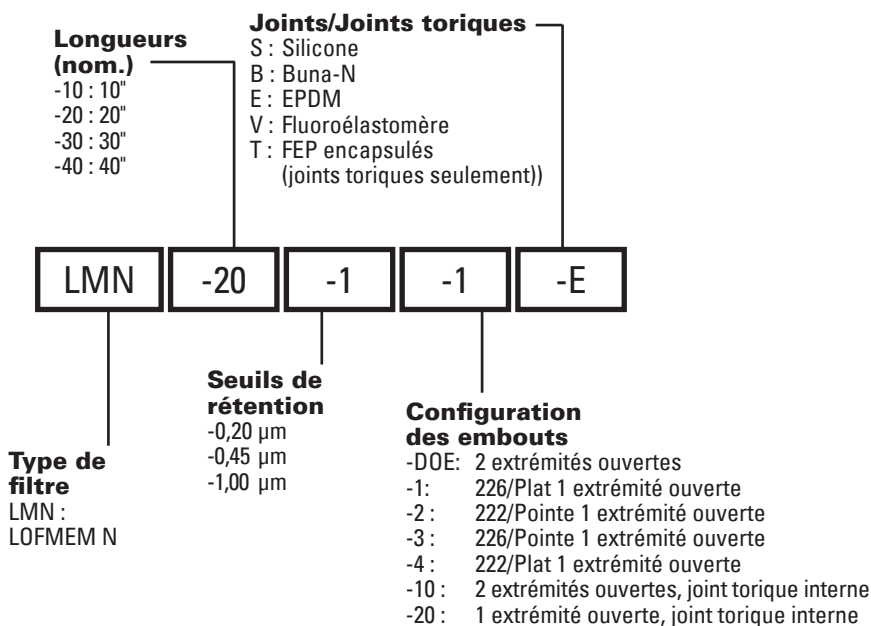 Longueurs
(nom.)
-10 : 10"
-20 : 20"
-30 : 30"
-40 : 40"
Joints/Joints toriques
S : Silicone
B : Buna-N
E : EPDM
V : Fluoroélastomère
T : FEP encapsulés
(joints toriques seulement))
LMN -20 -1 -1 -E
Type de
filtre
LMN :
LOFMEM N
Seuils de
rétention
-0,20 µm
-0,45 µm
-1,00 µm
Configuration
des embouts
-DOE: 2 extrémités ouvertes
-1: 226/Plat 1 extrémité ouverte
-2 : 222/Pointe 1 extrémité ouverte
-3 : 226/Pointe 1 extrémité ouverte
-4 : 222/Plat 1 extrémité ouverte
-10 : 2 extrémités ouvertes, joint torique interne
-20 : 1 extrémité ouverte, joint torique interne